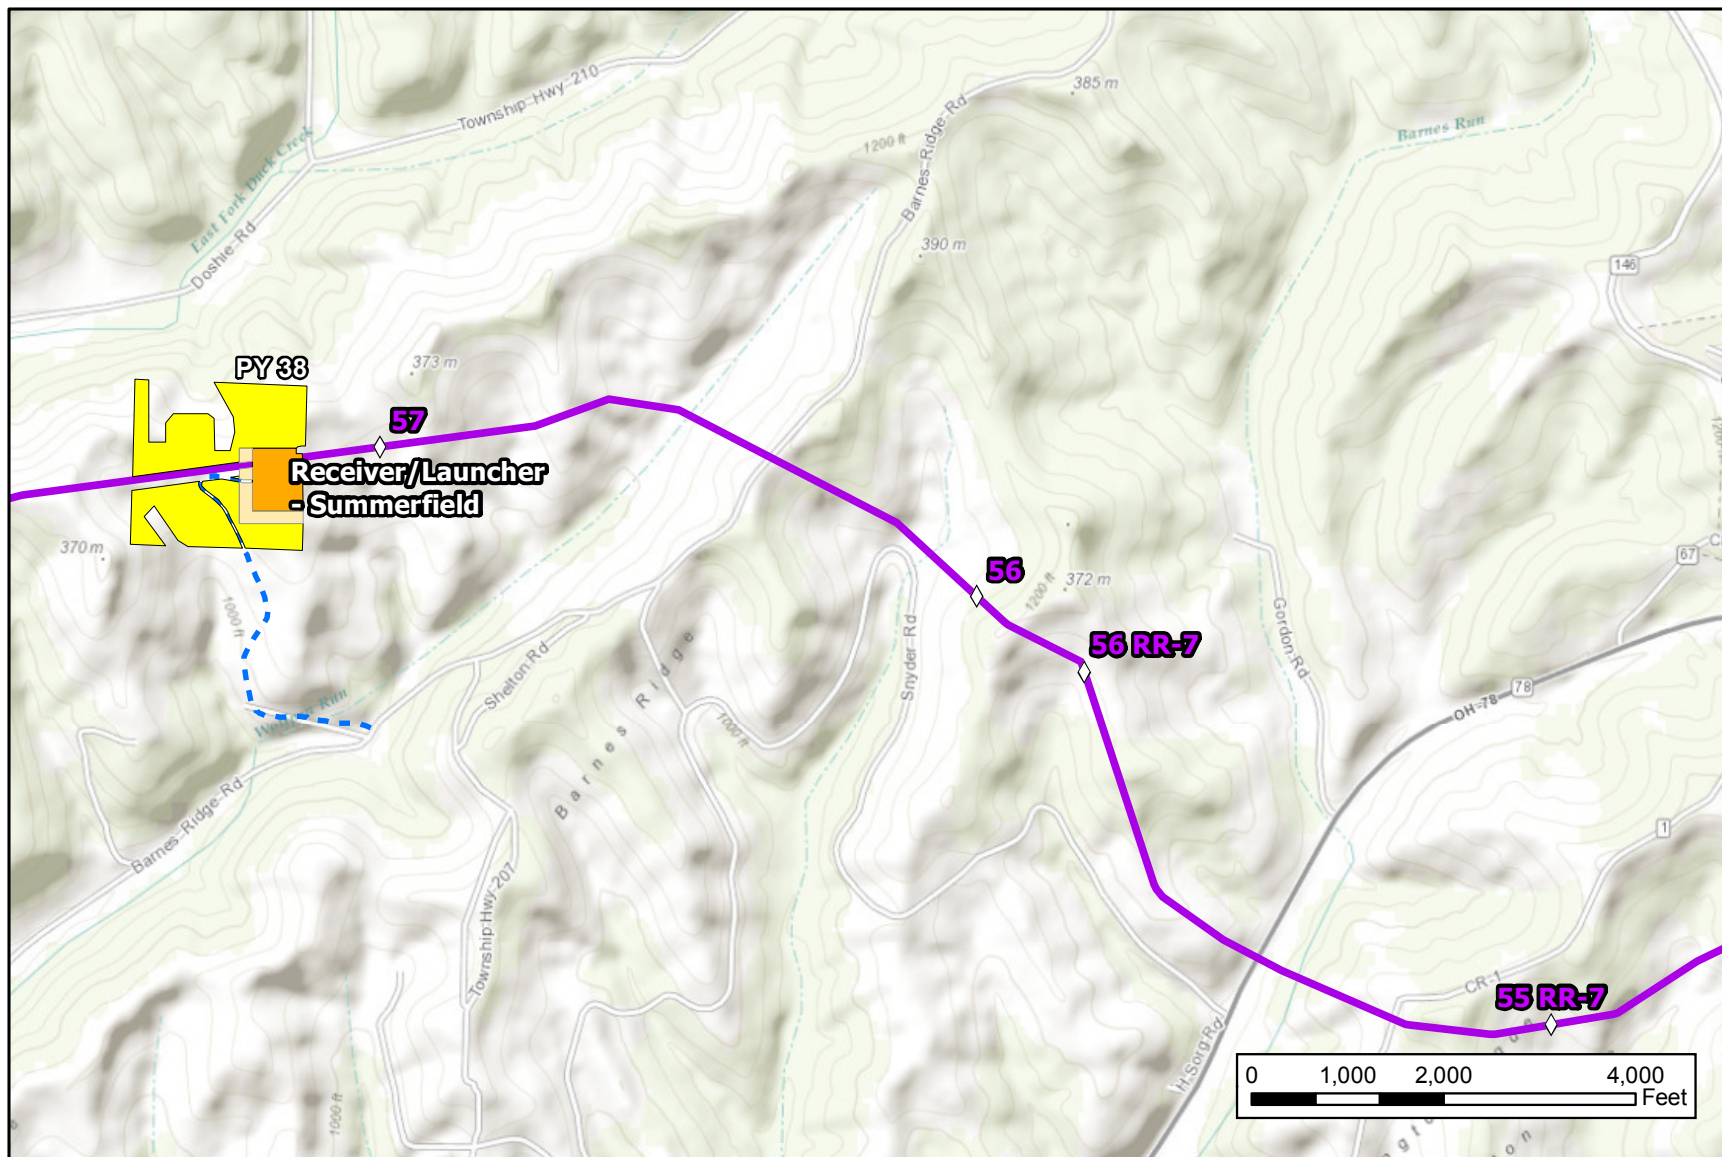 385 m
Township Hwy 210
Barnes Ridge Rd
Barnes Run
1200 ft
East Fork Duck Creek
Doshie Rd
390 m
146
373 m
PY 38
57
Receiver/Launcher
- Summerfield
370 m
67
56
372 m
1200 ft
1000 ft
Gordon Rd
56 RR-7
Snyder Rd
Shelton Rd
Barnes Ridge
78
OH-78
1000 ft
Barnes Ridge Rd
1
Township Hwy 207
CR-1
55 RR-7
H Sorg Rd
1000 ft
0 1,000 2,000 4,000
Feet